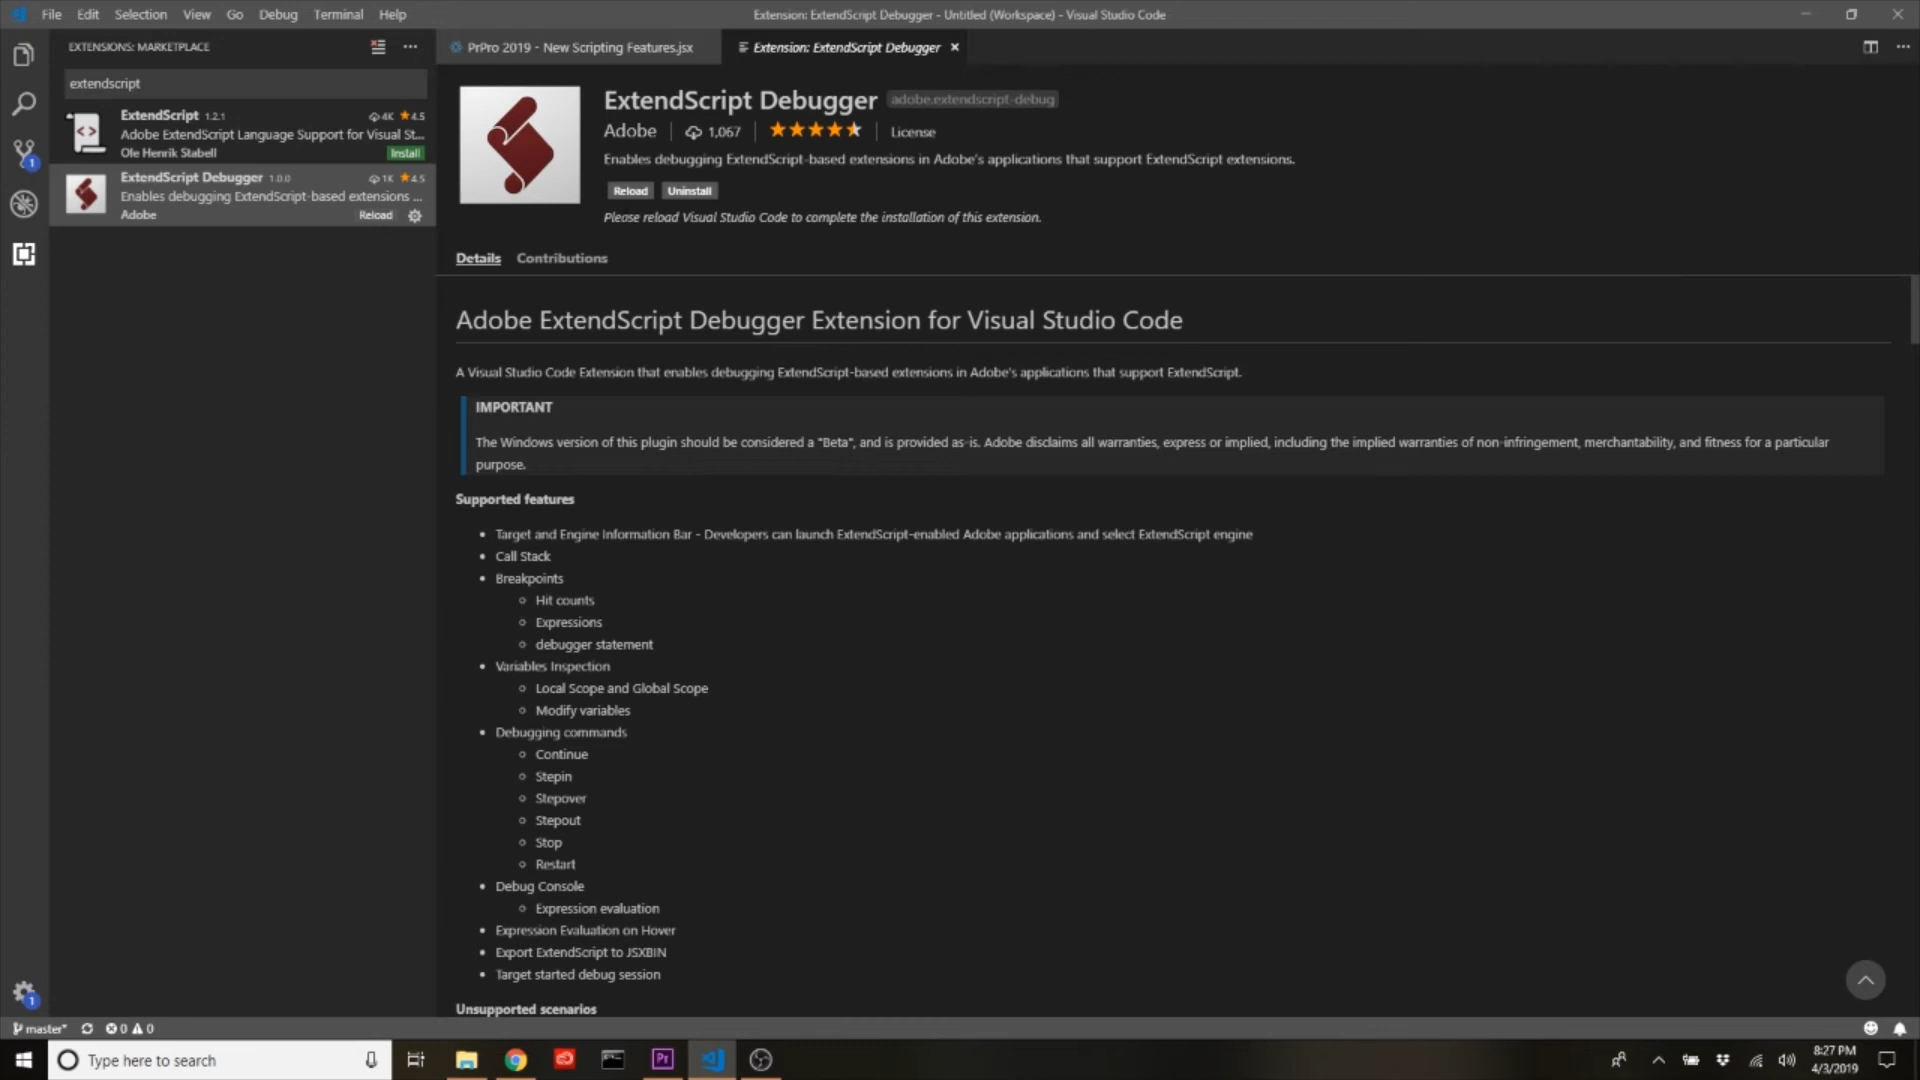 File Edit Selection View Go Debug Terminal Help
Extension: ExtendScript Debugger - Untitled (Workspace) - Visual Studio Code
EXTENSIONS: MARKETPLACE
extendscript
ExtendScript 1.2.1 4K ★4.5
Adobe ExtendScript Language Support for Visual St...
Ole Henrik Stabell Install
ExtendScript Debugger 1.0.0 1K ★4.5
Enables debugging ExtendScript-based extensions ...
Adobe Reload
PrPro 2019 - New Scripting Features.jsx
Extension: ExtendScript Debugger
ExtendScript Debugger adobe.extendscript-debug
Adobe 1,067 License
Enables debugging ExtendScript-based extensions in Adobe's applications that support ExtendScript extensions.
Reload Uninstall
Please reload Visual Studio Code to complete the installation of this extension.
Details Contributions
Adobe ExtendScript Debugger Extension for Visual Studio Code
A Visual Studio Code Extension that enables debugging ExtendScript-based extensions in Adobe's applications that support ExtendScript.
IMPORTANT
The Windows version of this plugin should be considered a "Beta", and is provided as-is. Adobe disclaims all warranties, express or implied, including the implied warranties of non-infringement, merchantability, and fitness for a particular
purpose.
Supported features
• Target and Engine Information Bar - Developers can launch ExtendScript-enabled Adobe applications and select ExtendScript engine
• Call Stack
• Breakpoints
○ Hit counts
○ Expressions
○ debugger statement
• Variables Inspection
○ Local Scope and Global Scope
○ Modify variables
• Debugging commands
○ Continue
○ Stepin
○ Stepover
○ Stepout
○ Stop
○ Restart
• Debug Console
○ Expression evaluation
• Expression Evaluation on Hover
• Export ExtendScript to JSXBIN
• Target started debug session
Unsupported scenarios
1
1
master* 0 0
Type here to search
Pr
8:27 PM
4/3/2019